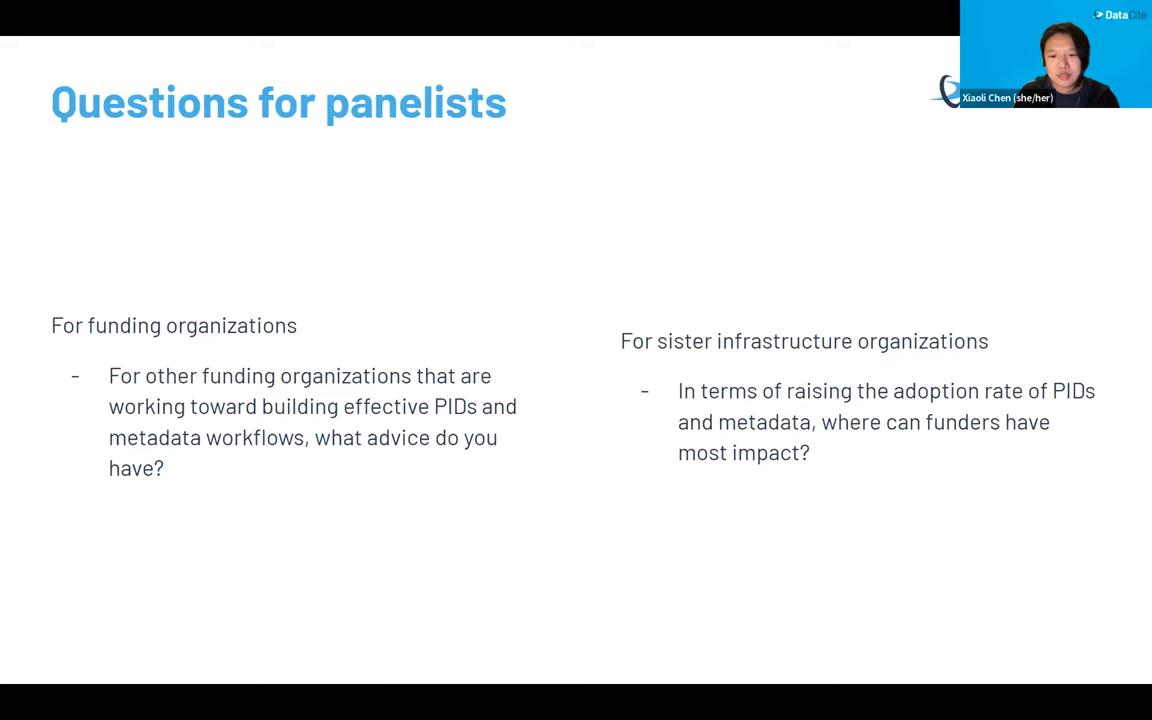 DataCite
Xiaoli Chen (she/her)
Questions for panelists
For funding organizations
- For other funding organizations that are
working toward building effective PIDs and
metadata workflows, what advice do you
have?
For sister infrastructure organizations
- In terms of raising the adoption rate of PIDs
and metadata, where can funders have
most impact?